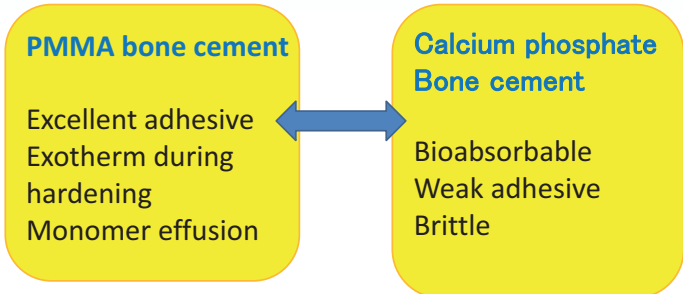 PMMA bone cement
Excellent adhesive
Exotherm during
hardening
Monomer effusion
Calcium phosphate
Bone cement
Bioabsorbable
Weak adhesive
Brittle